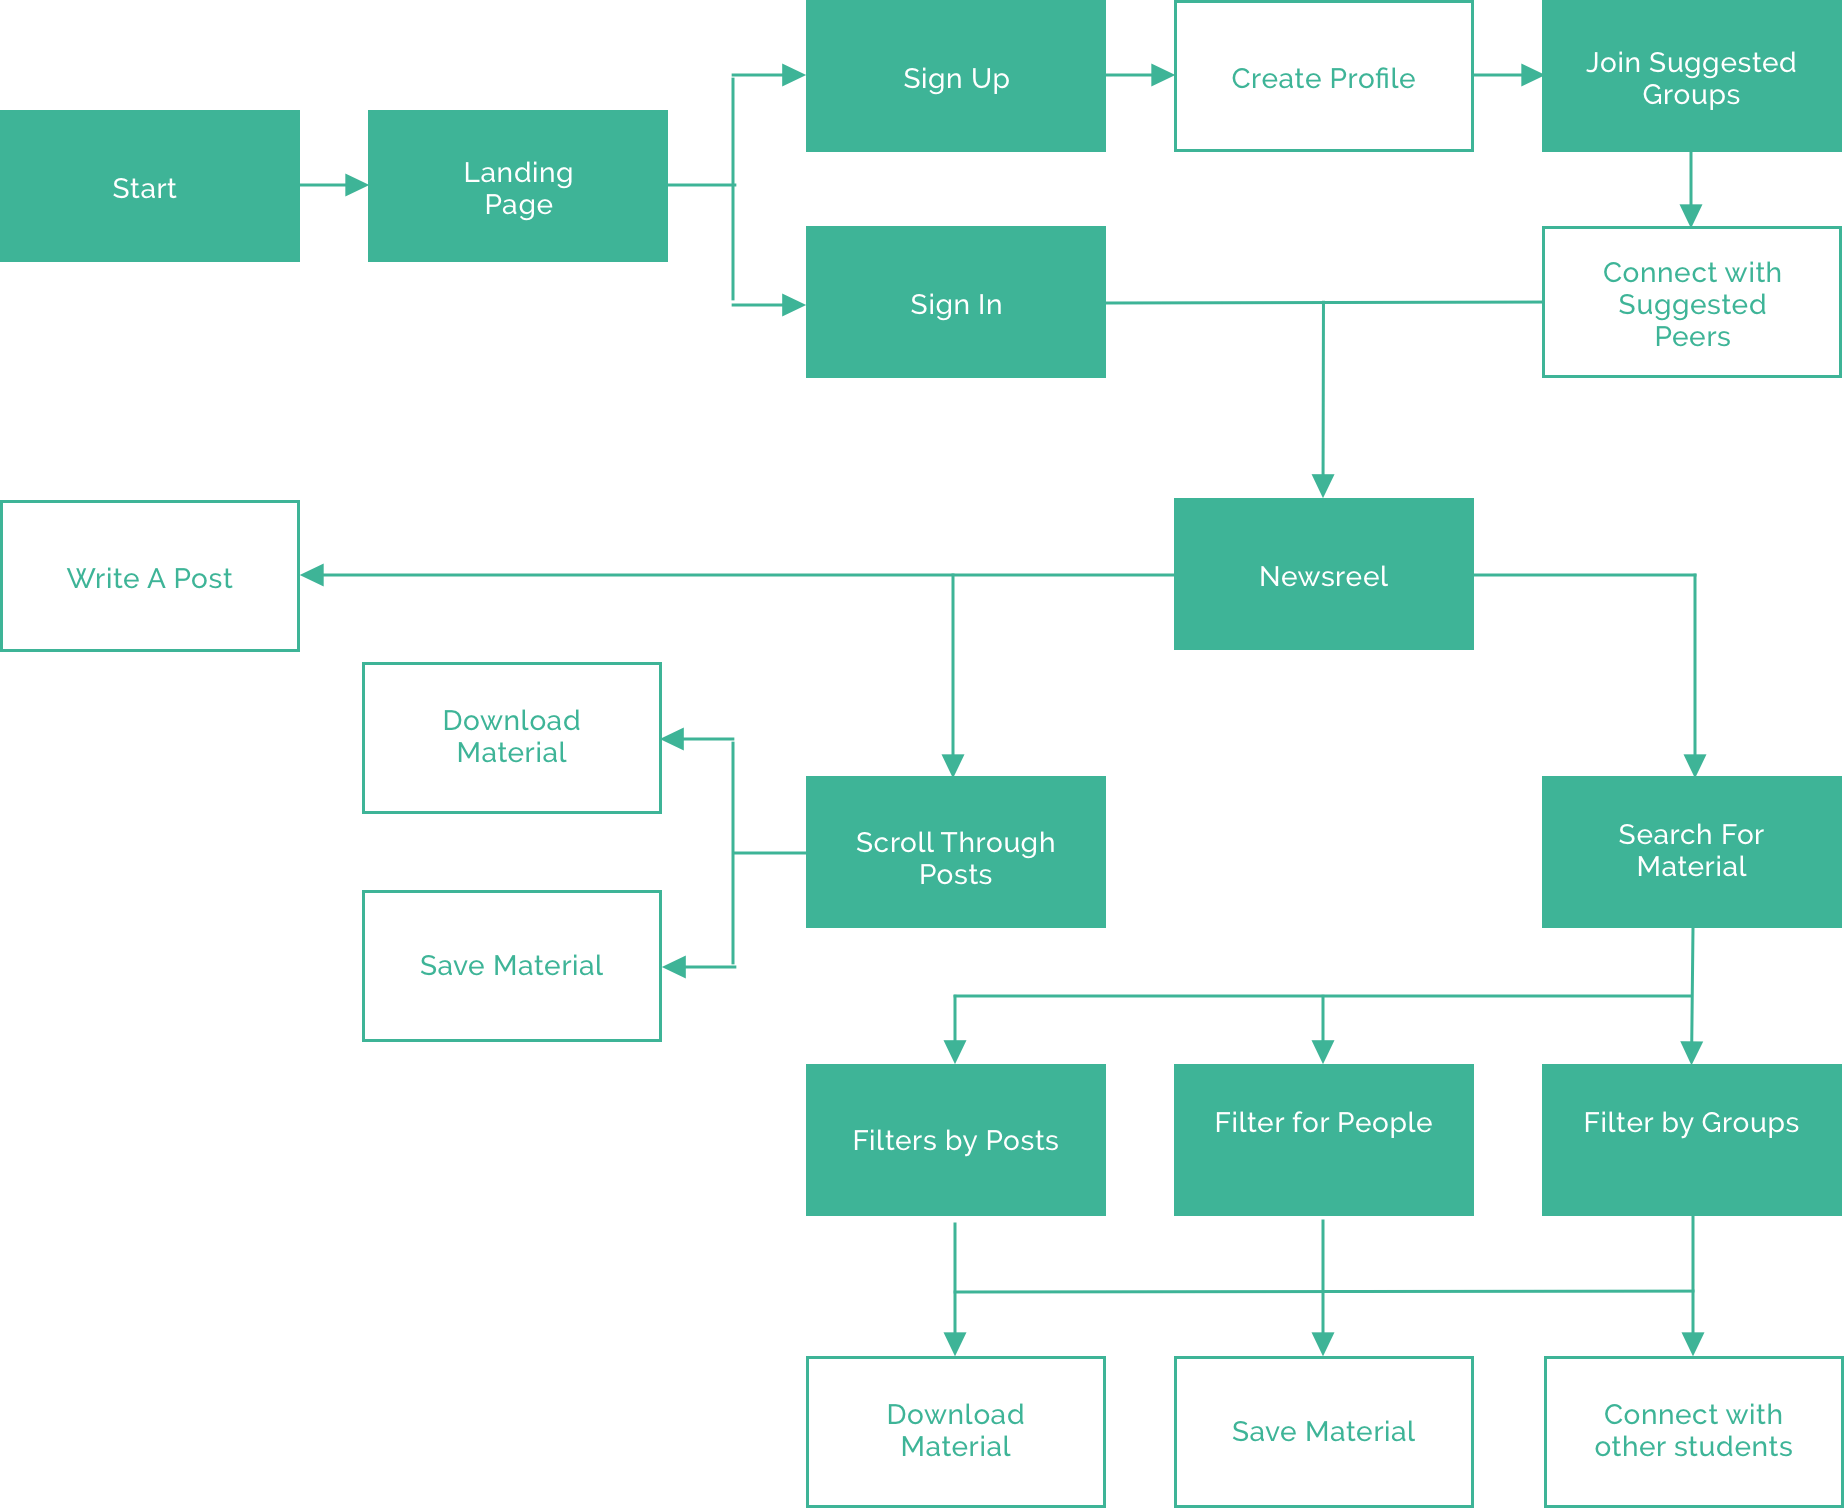 Sign Up
Create Profile
Join Suggested
Groups
Start
Landing
Page
Sign In
Connect with
Suggested
Peers
Write A Post
Newsreel
Download
Material
Scroll Through
Posts
Search For
Material
Save Material
Filters by Posts
Filter for People
Filter by Groups
Download
Material
Save Material
Connect with
other students